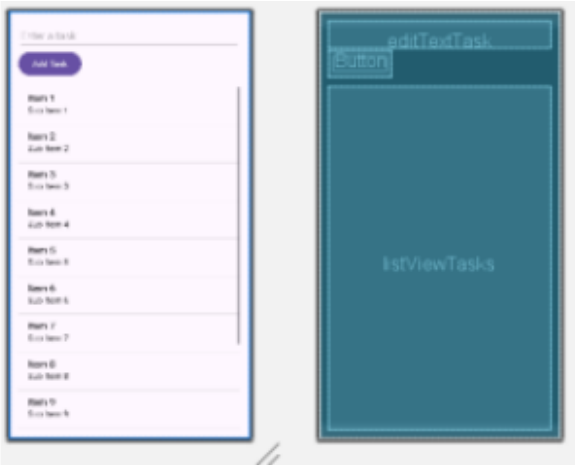 Enter a task
Add Task
Item 1
Sub Item 1
Item 2
Sub Item 2
Item 3
Sub Item 3
Item 4
Sub Item 4
Item 5
Sub Item 5
Item 6
Sub Item 6
Item 7
Sub Item 7
Item 8
Sub Item 8
Item 9
Sub Item 9
editTextTask
Button
listViewTasks